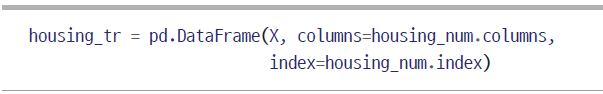 housing_tr = pd.DataFrame(X, columns=housing_num.columns,
                          index=housing_num.index)